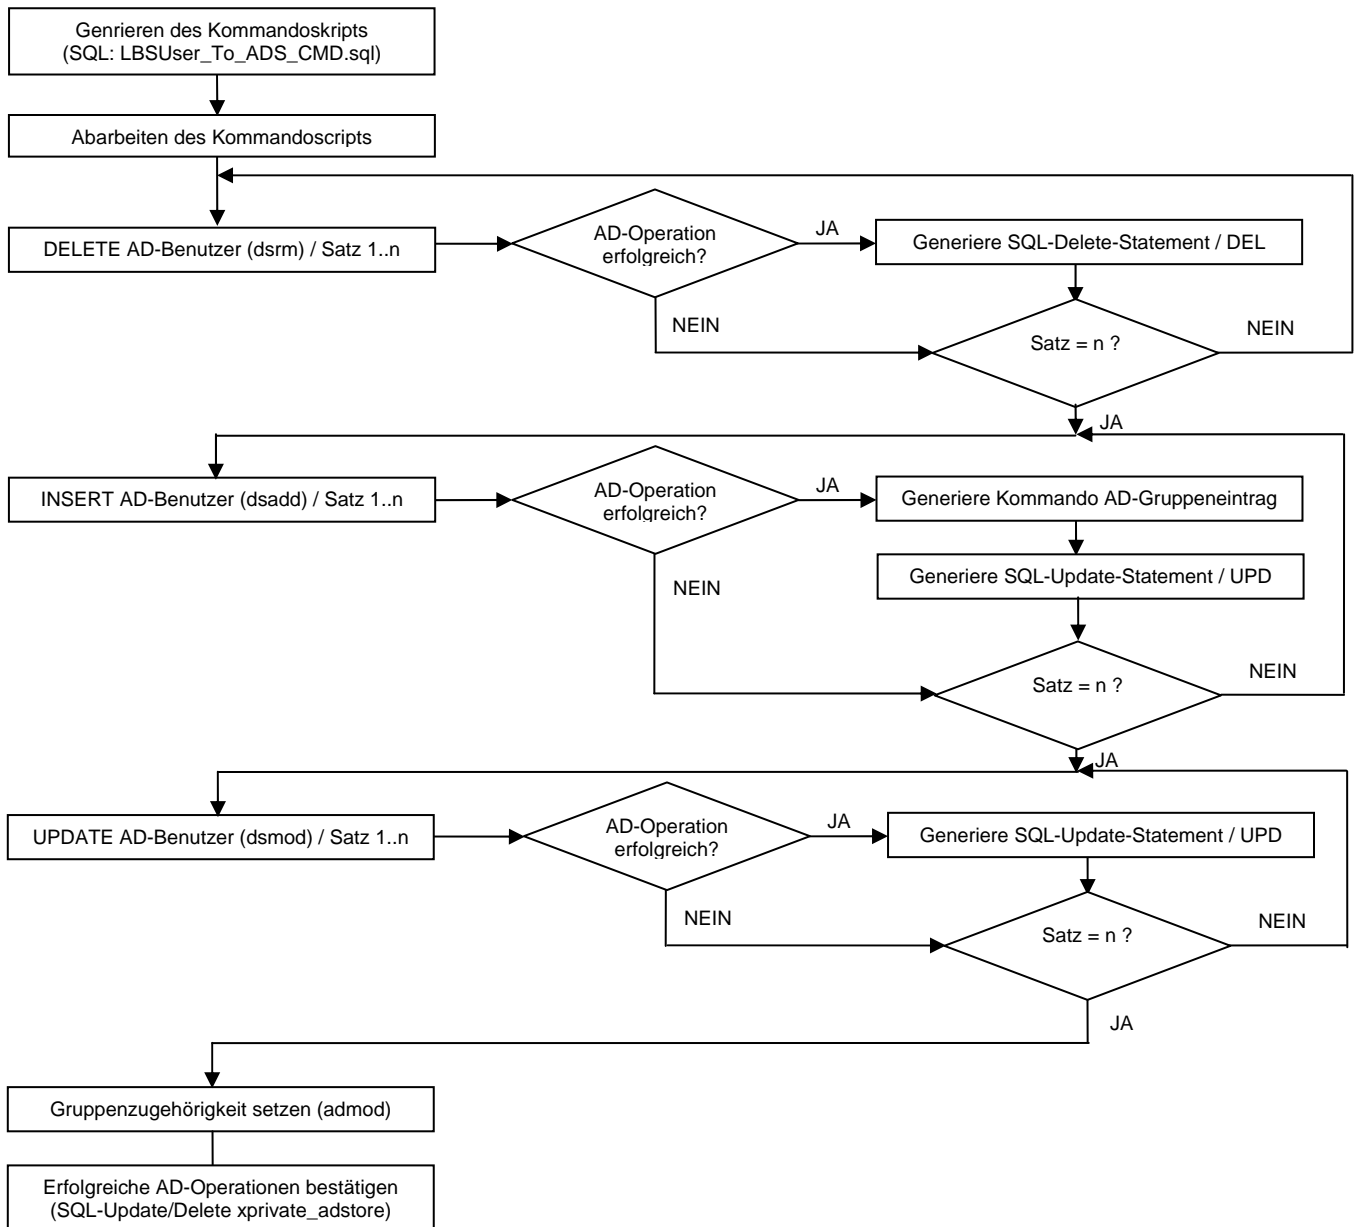 Genrieren des Kommandoskripts
(SQL: LBSUser_To_ADS_CMD.sql)
Abarbeiten des Kommandoscripts
DELETE AD-Benutzer (dsrm) / Satz 1..n
AD-Operation
erfolgreich?
JA
Generiere SQL-Delete-Statement / DEL
NEIN
Satz = n ?
NEIN
JA
INSERT AD-Benutzer (dsadd) / Satz 1..n
AD-Operation
erfolgreich?
JA
Generiere Kommando AD-Gruppeneintrag
Generiere SQL-Update-Statement / UPD
NEIN
Satz = n ?
NEIN
JA
UPDATE AD-Benutzer (dsmod) / Satz 1..n
AD-Operation
erfolgreich?
JA
Generiere SQL-Update-Statement / UPD
NEIN
Satz = n ?
NEIN
JA
Gruppenzugehörigkeit setzen (admod)
Erfolgreiche AD-Operationen bestätigen
(SQL-Update/Delete xprivate_adstore)